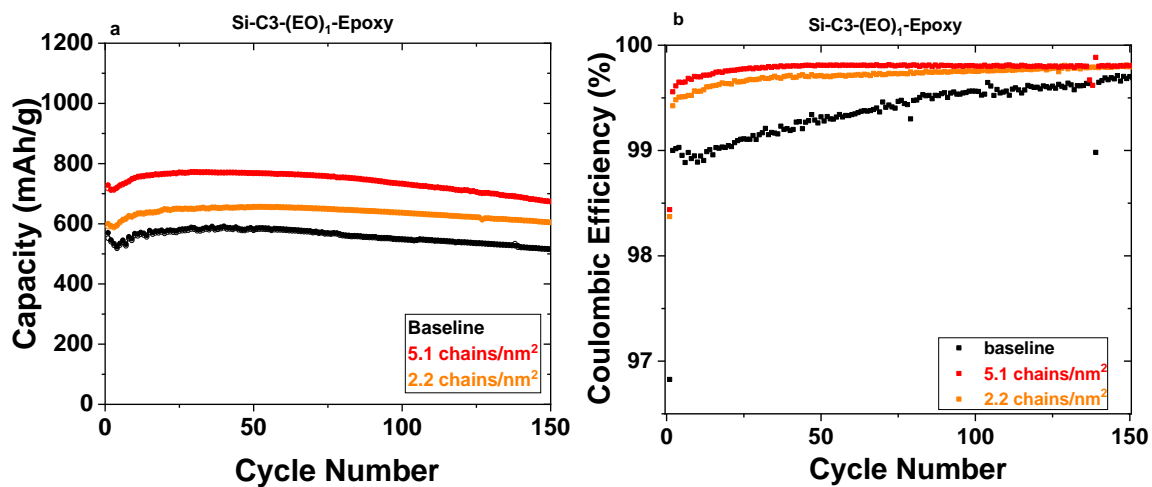 a
Si-C3-(EO)₁-Epoxy
1200
1000
800
600
400
200
0
0
50
100
150
Capacity (mAh/g)
Cycle Number
Baseline
5.1 chains/nm²
2.2 chains/nm²
b
Si-C3-(EO)₁-Epoxy
100
99
98
97
0
50
100
150
Coulombic Efficiency (%)
Cycle Number
baseline
5.1 chains/nm²
2.2 chains/nm²